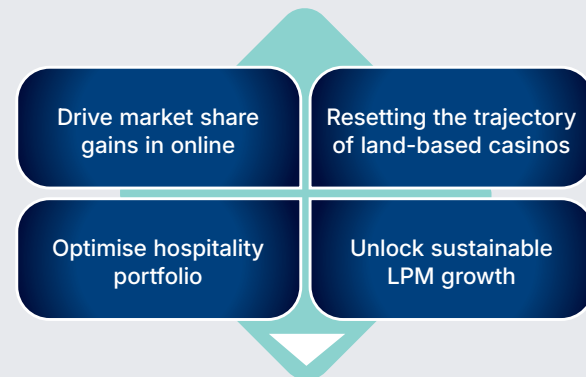 Drive market share
gains in online
Resetting the trajectory
of land-based casinos
Optimise hospitality
portfolio
Unlock sustainable
LPM growth